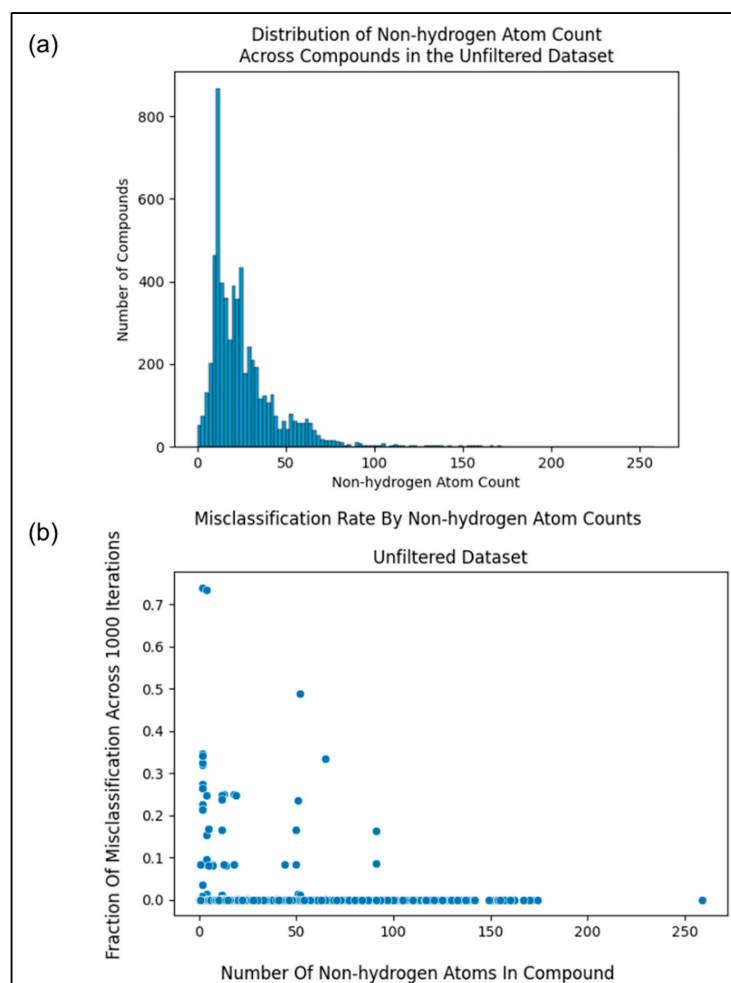 (a)
Distribution of Non-hydrogen Atom Count
Across Compounds in the Unfiltered Dataset
Number of Compounds
800
600
400
200
0
0 50 100 150 200 250
Non-hydrogen Atom Count
(b)
Misclassification Rate By Non-hydrogen Atom Counts
Unfiltered Dataset
Fraction Of Misclassification Across 1000 Iterations
0.7
0.6
0.5
0.4
0.3
0.2
0.1
0.0
0 50 100 150 200 250
Number Of Non-hydrogen Atoms In Compound